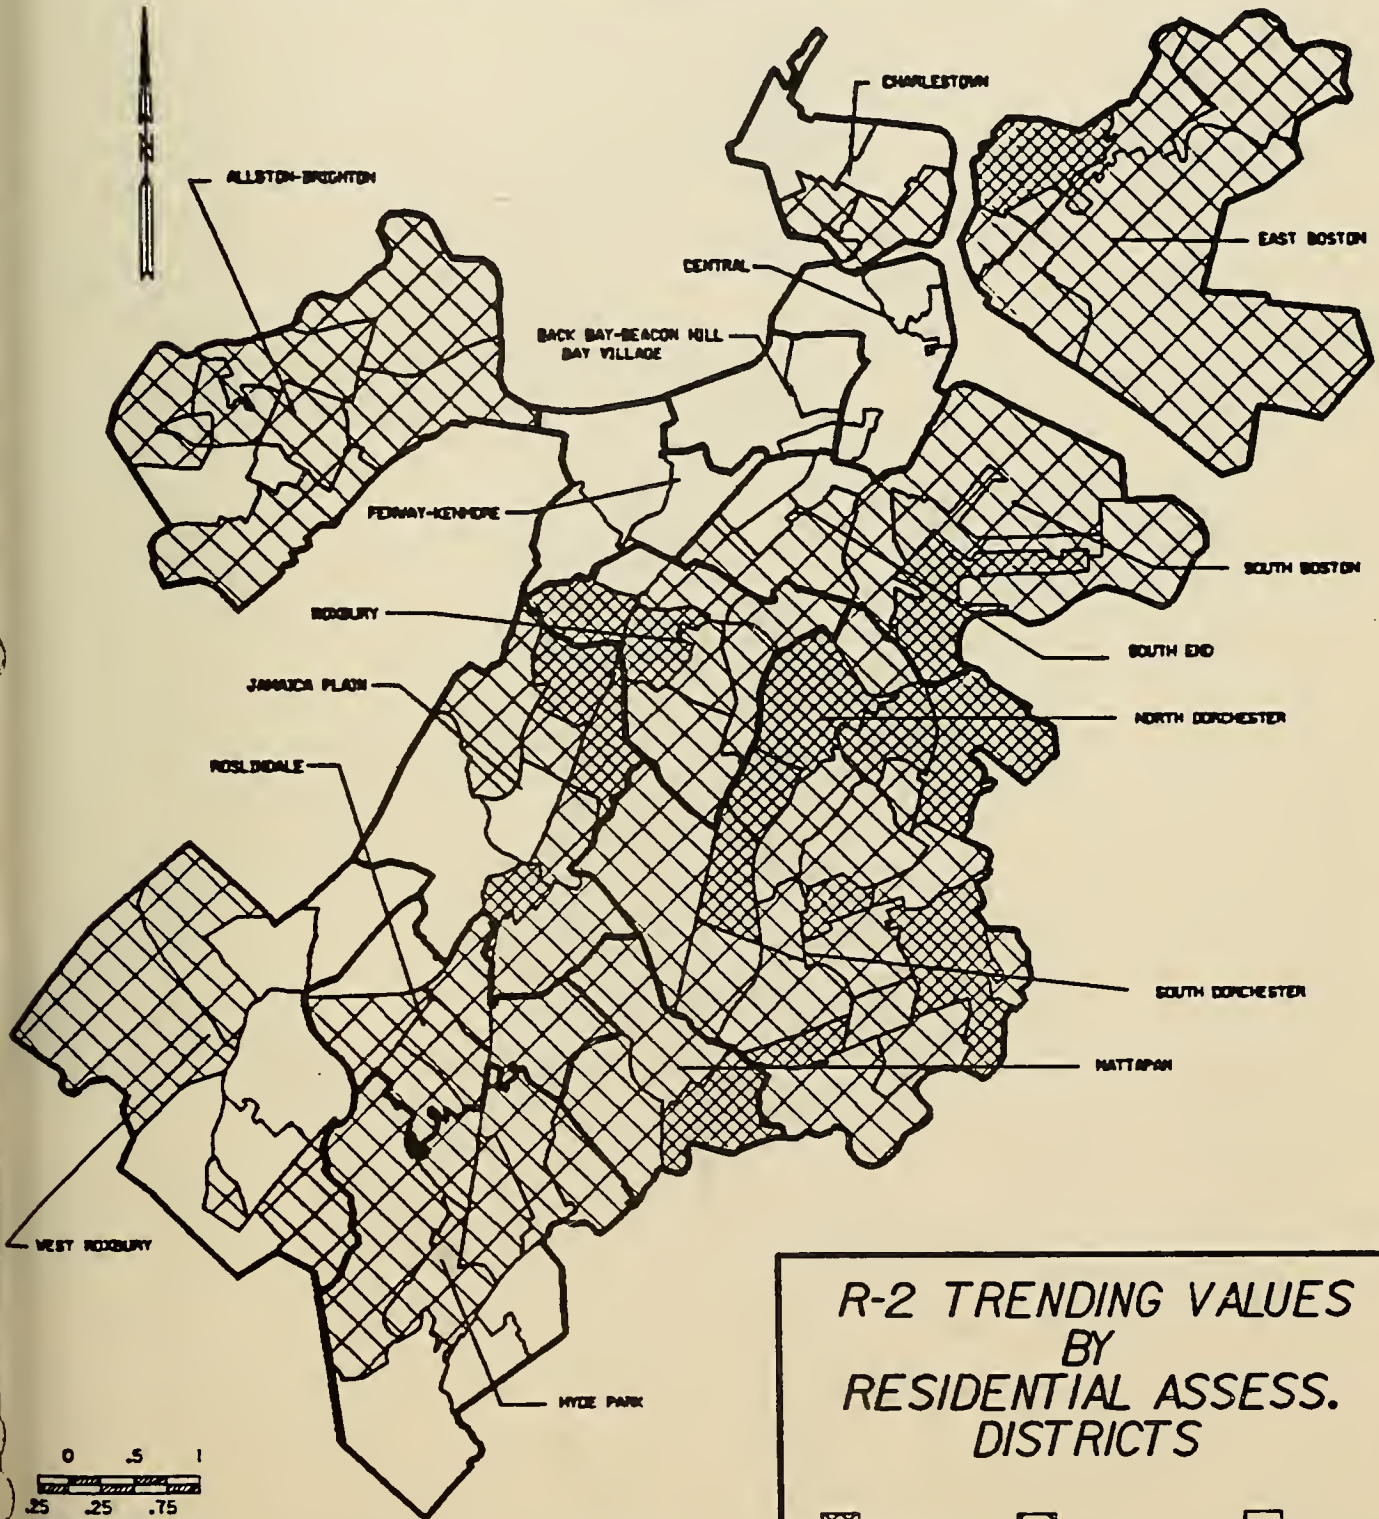 N
CHARLESTOWN
ALLSTON-BRIGHTON
EAST BOSTON
CENTRAL
BACK BAY-BEACON HILL
BAY VILLAGE
FENWAY-KENMORE
SOUTH BOSTON
ROXBURY
SOUTH END
JAMAICA PLAIN
NORTH DORCHESTER
ROSLINDALE
SOUTH DORCHESTER
MATTAPAN
WEST ROXBURY
HYDE PARK
R-2 TRENDING VALUES
BY
RESIDENTIAL ASSESS.
DISTRICTS
0 .5 1
.25 .25 .75